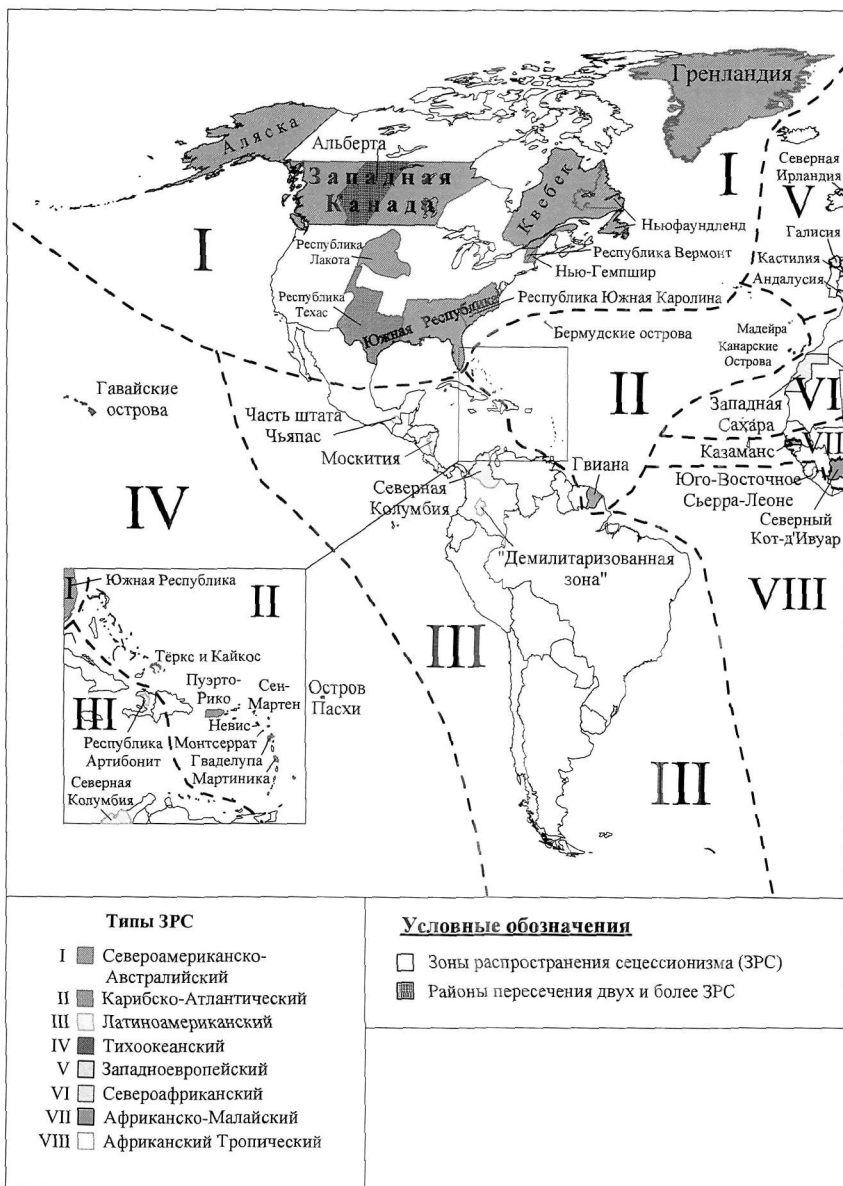 Гренландия
I
Аляска
Альберта
Западная
Канада
Квебек
Северная
Ирландия
V
Ньюфаундленд
Галисия
Республика Вермонт
Кастилия
Нью-Гемпшир
Андалусия
I
Республика
Лакота
Республика
Техас
Южная Республика
Республика Южная Каролина
Бермудские острова
Мадейра
Канарские
Острова
II
Гавайские
острова
Часть штата
Чьяпас
Западная
Сахара
VI
Москития
Казаманс
VII
Гвиана
IV
Северная
Колумбия
Юго-Восточное
Сьерра-Леоне
Северный
Кот-д'Ивуар
"Демилитаризованная
зона"
VIII
III
III
I
Южная Республика
II
Тёркс и Кайкос
Пуэрто-
Рико
Сен-
Мартен
Остров
Пасхи
III
Невис
Республика
Артибонит
Монтсеррат
Гваделупа
Мартиника
Северная
Колумбия
Типы ЗРС
I Североамериканско-
Австралийский
II Карибско-Атлантический
III Латиноамериканский
IV Тихоокеанский
V Западноевропейский
VI Североафриканский
VII Африканско-Малайский
VIII Африканский Тропический
Условные обозначения
Зоны распространения сецессионизма (ЗРС)
Районы пересечения двух и более ЗРС